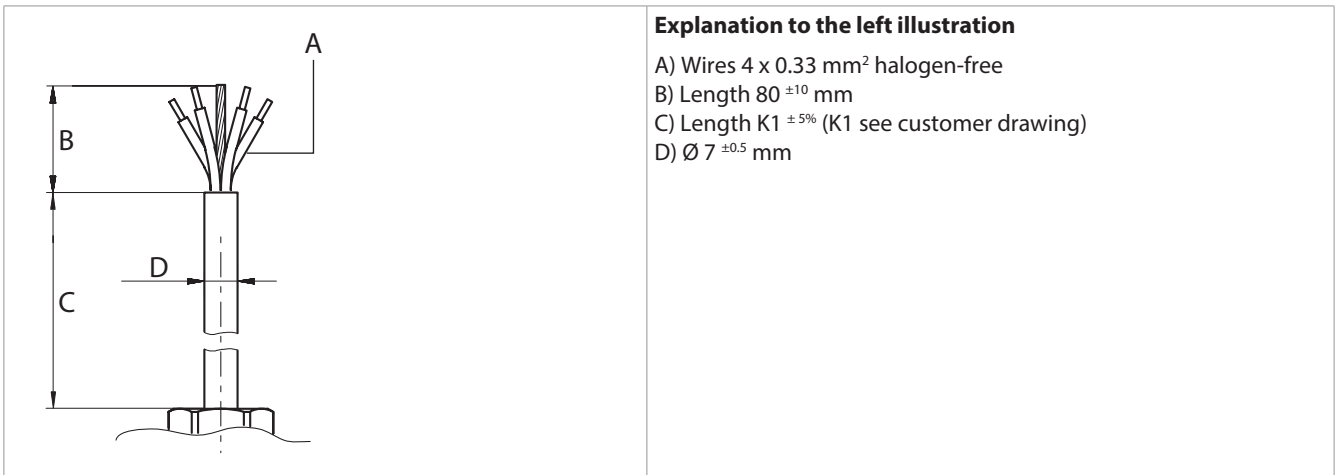 A
B
D
C
Explanation to the left illustration
A) Wires 4 x 0.33 mm² halogen-free
B) Length 80 ±10 mm
C) Length K1 ± 5% (K1 see customer drawing)
D) Ø 7 ±0.5 mm